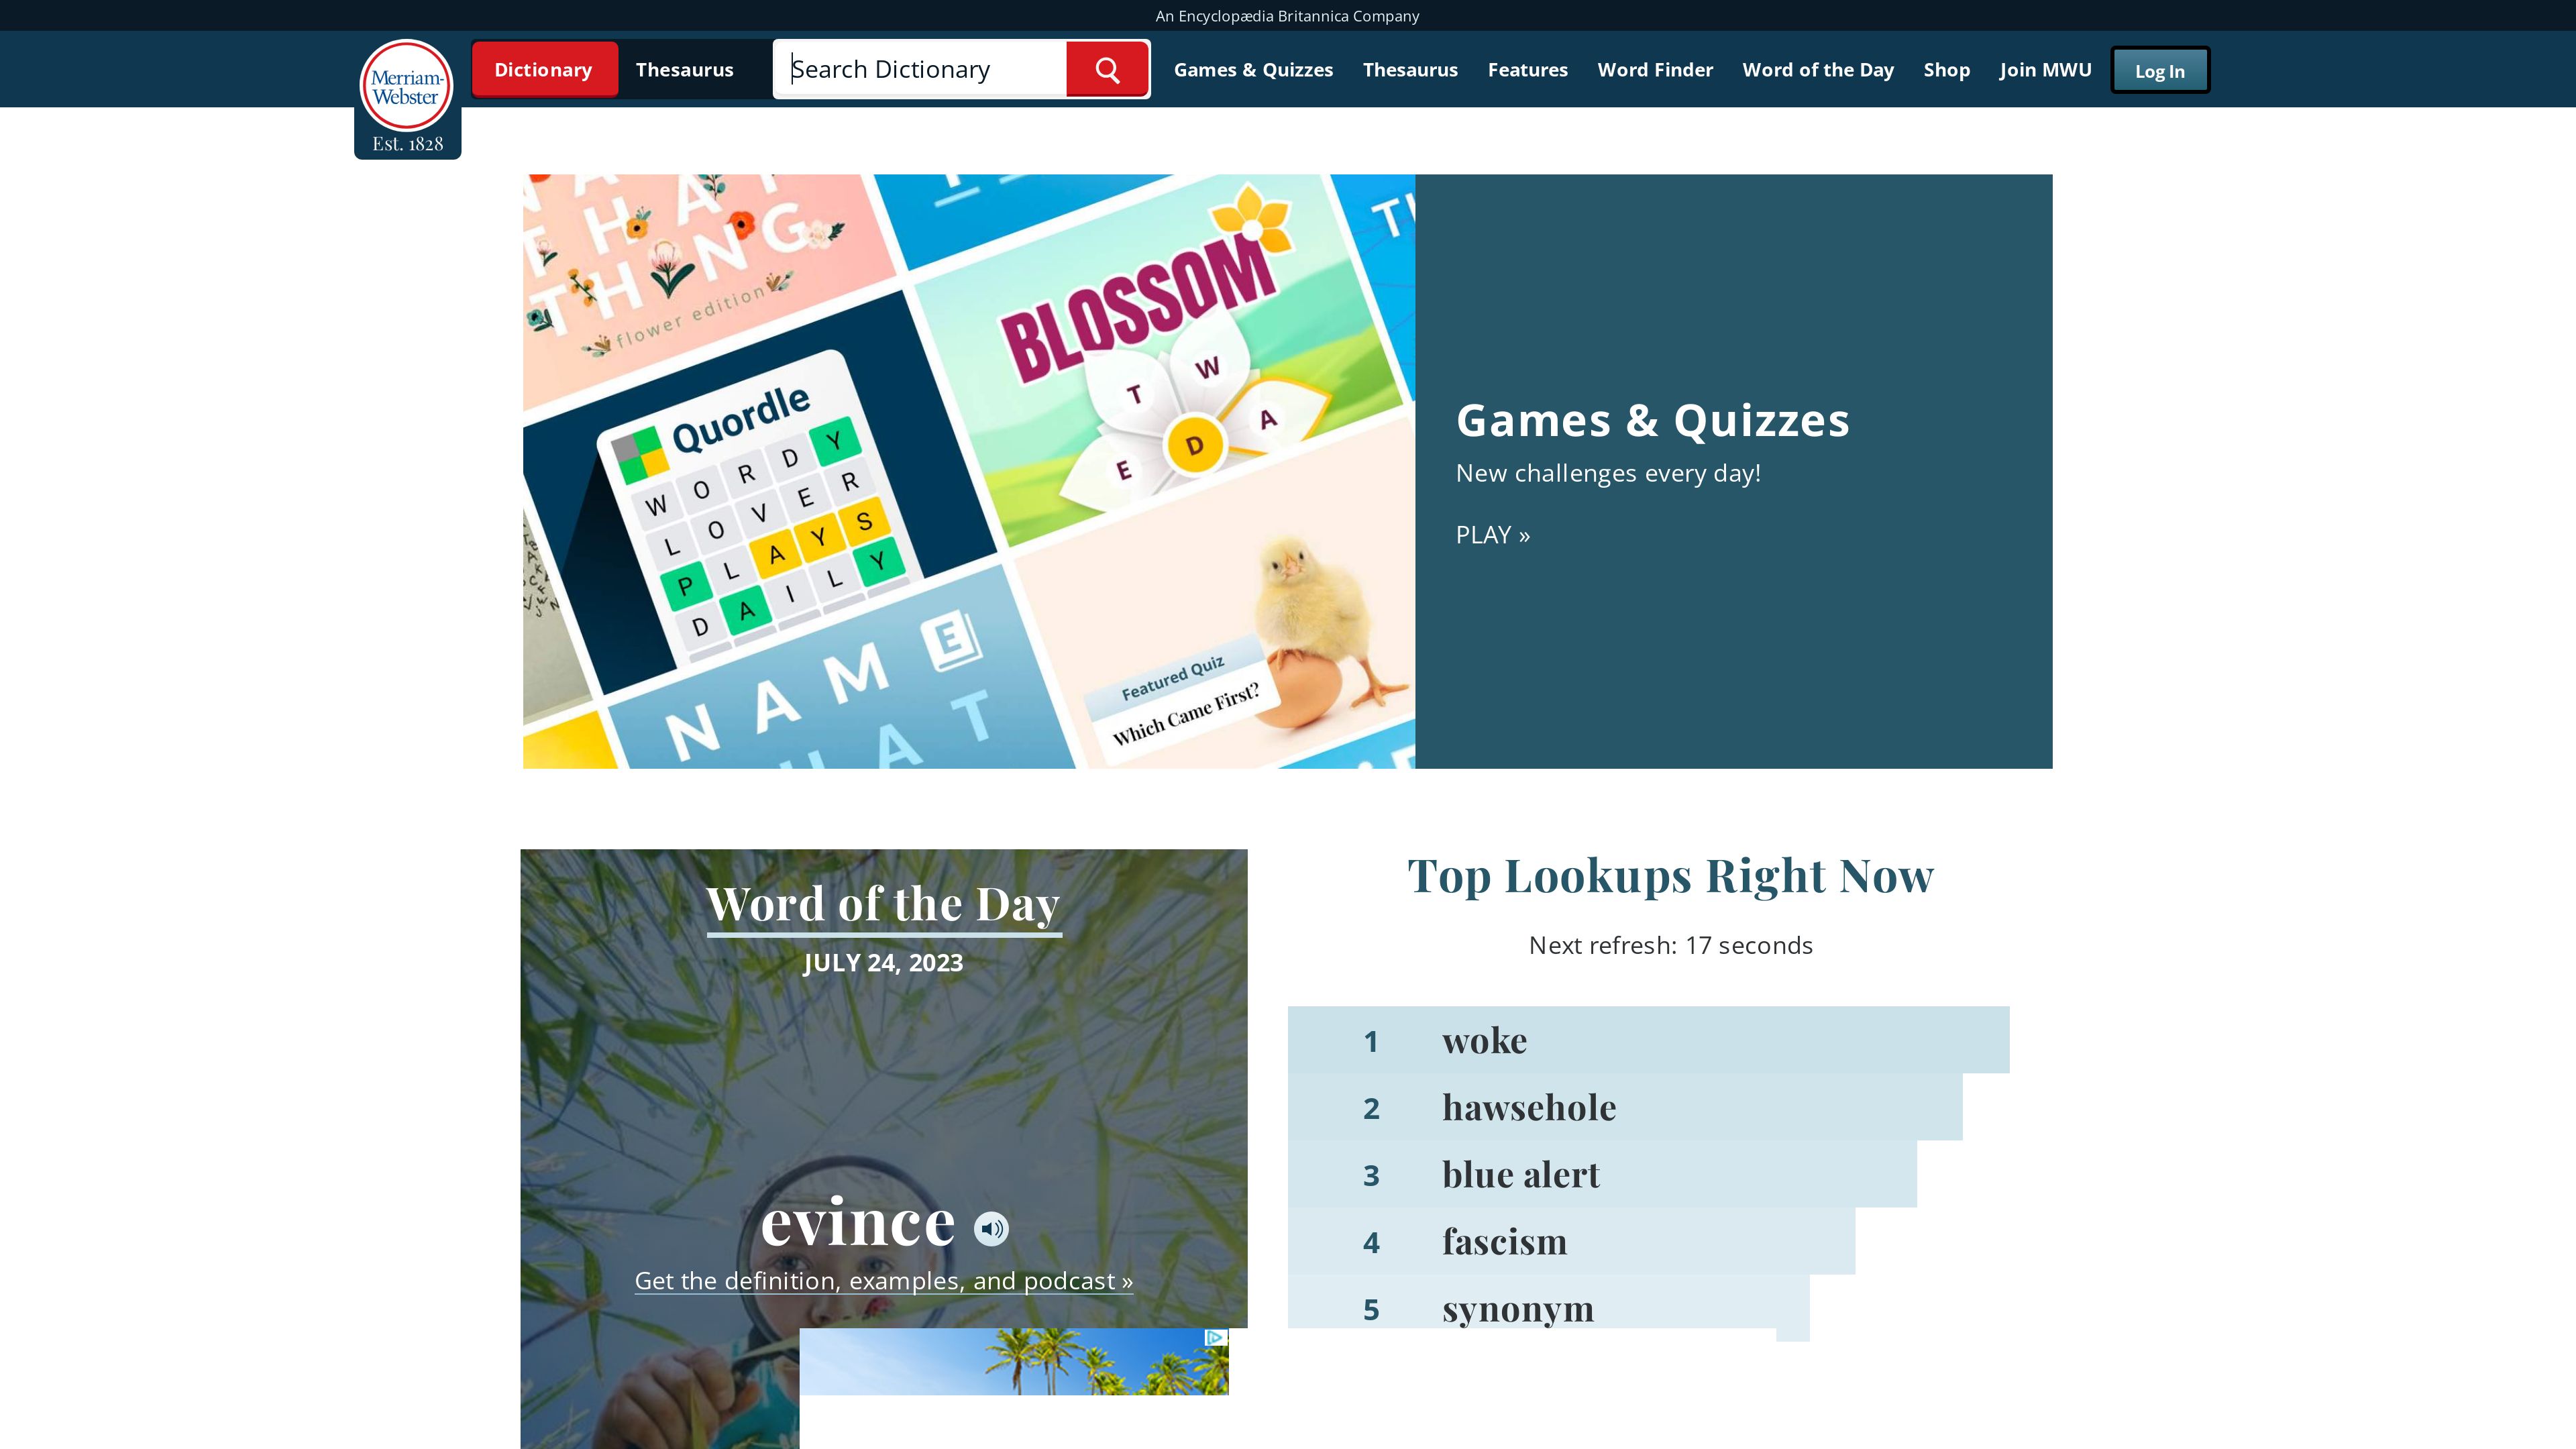 An Encyclopædia Britannica Company
Merriam-
Webster
Est. 1828
Dictionary
Thesaurus
Search Dictionary
Games & Quizzes
Thesaurus
Features
Word Finder
Word of the Day
Shop
Join MWU
Log In
THAT
THING
flower edition
BLOSSOM
T W
E D A
Quordle
WORDY
LOVER
PLAYS
DAILY
NAME
THAT
Featured Quiz
Which Came First?
Games & Quizzes
New challenges every day!
PLAY »
Word of the Day
JULY 24, 2023
evince
Get the definition, examples, and podcast »
Top Lookups Right Now
Next refresh: 17 seconds
1 woke
2 hawsehole
3 blue alert
4 fascism
5 synonym